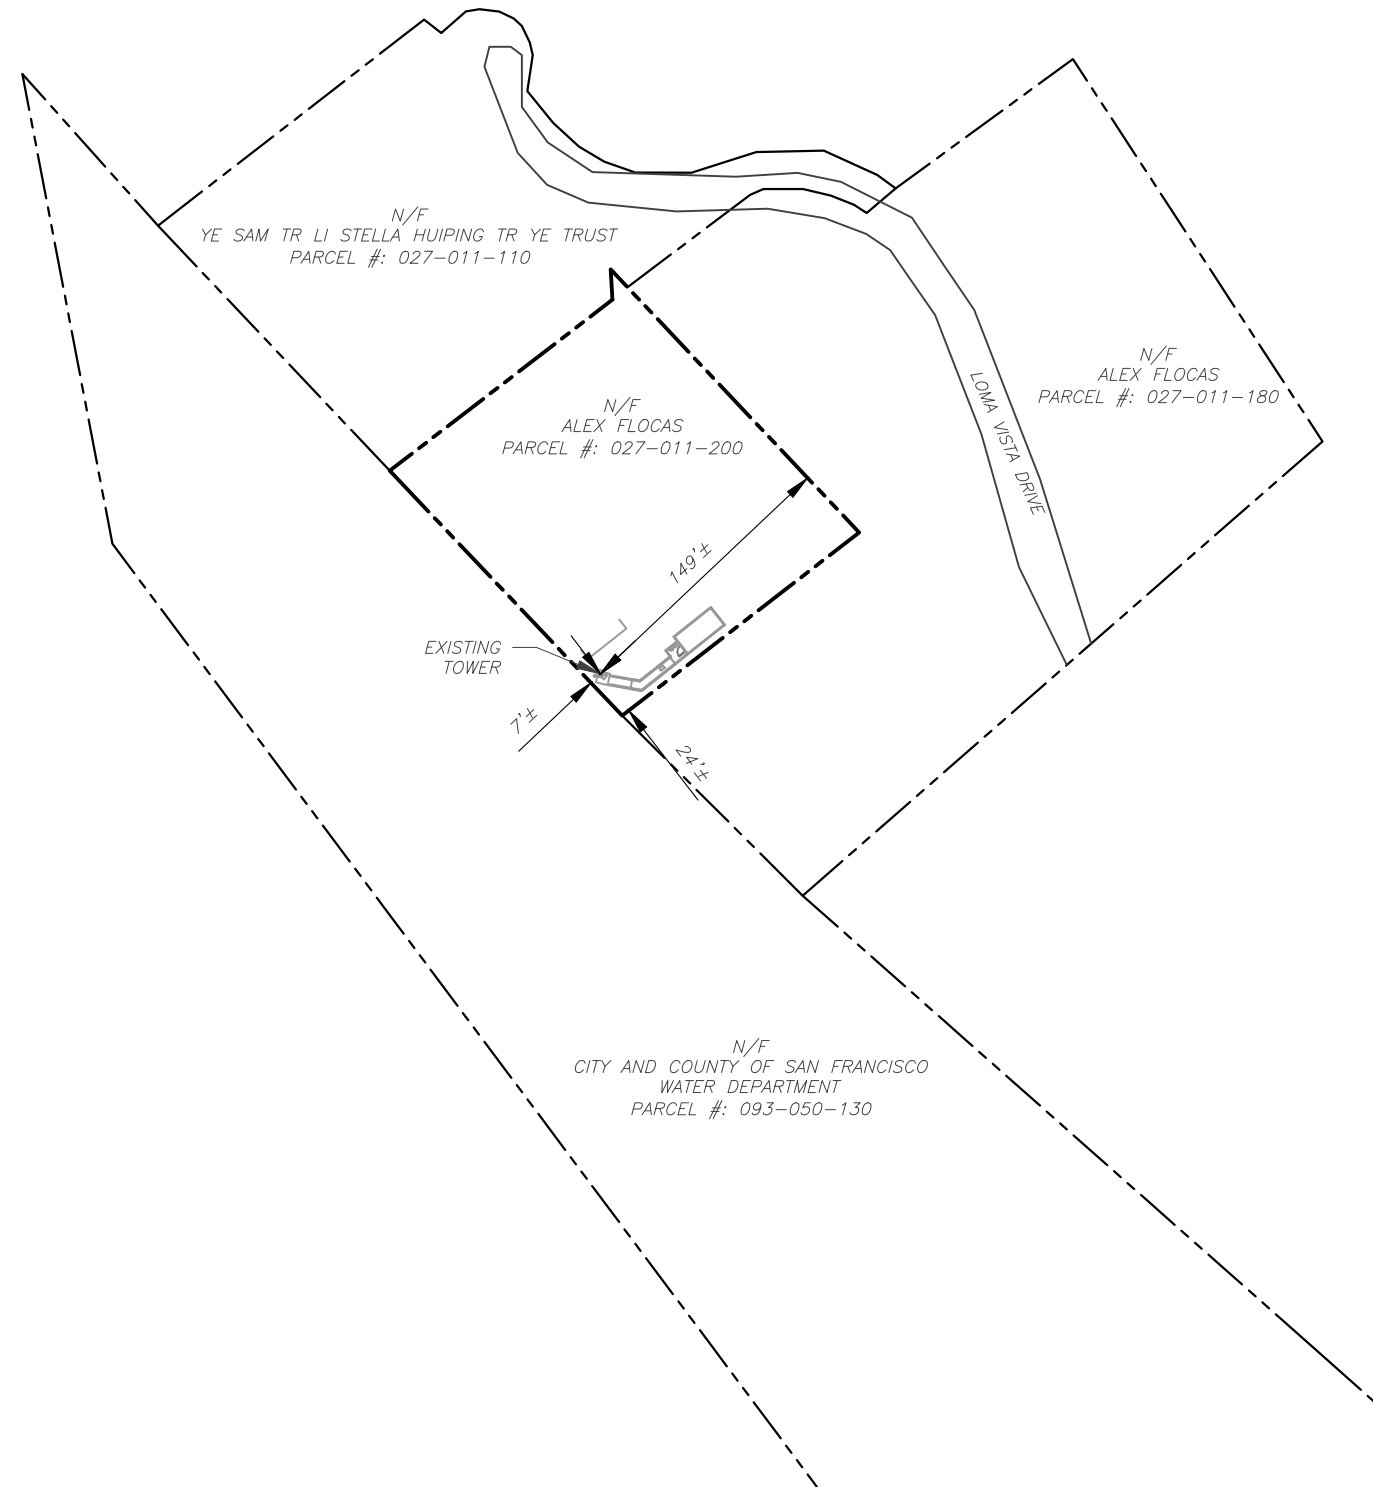 N/F
YE SAM TR LI STELLA HUIPING TR YE TRUST
PARCEL #: 027-011-110
N/F
ALEX FLOCAS
PARCEL #: 027-011-180
LOMA VISTA DRIVE
N/F
ALEX FLOCAS
PARCEL #: 027-011-200
149'±
EXISTING
TOWER
7'±
24'±
N/F
CITY AND COUNTY OF SAN FRANCISCO
WATER DEPARTMENT
PARCEL #: 093-050-130